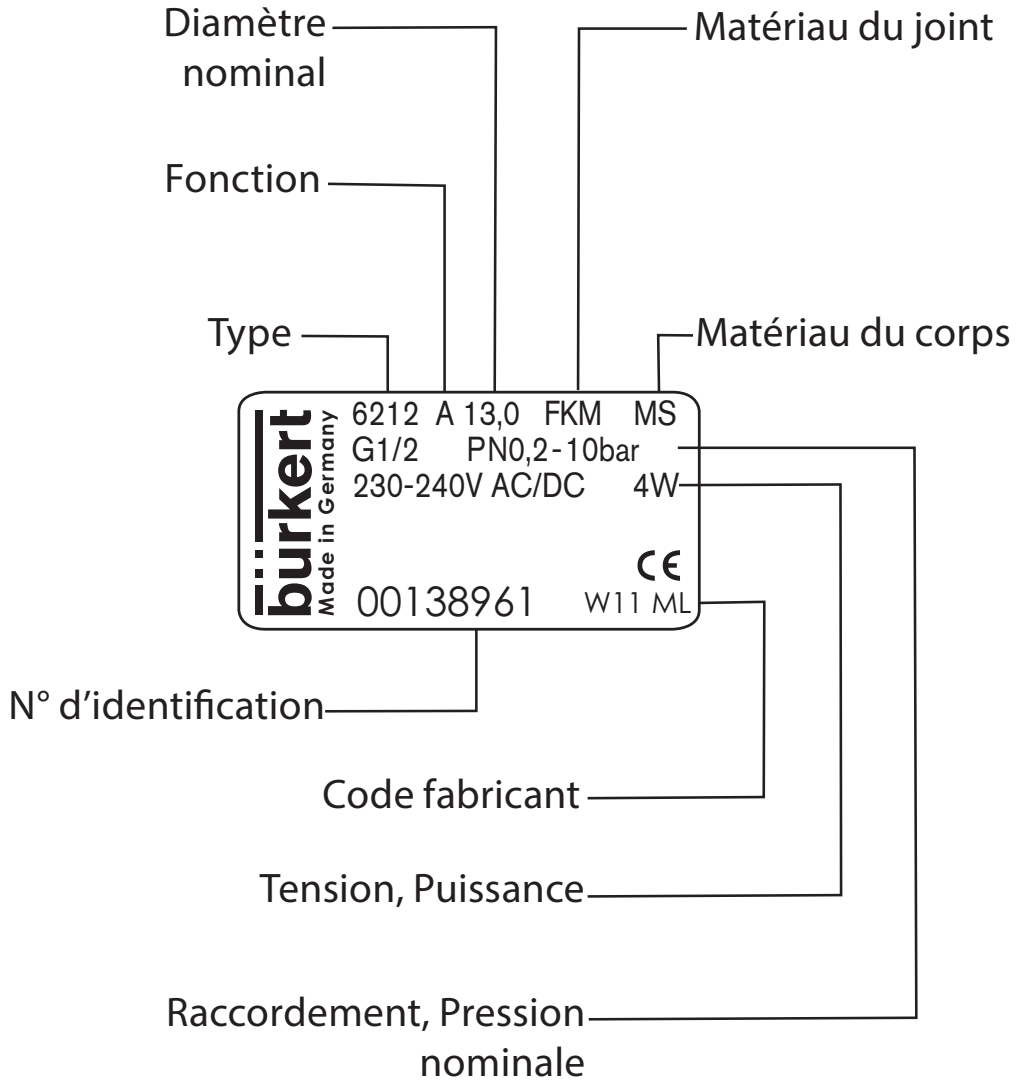 Diamètre
nominal
Matériau du joint
Fonction
Type
Matériau du corps
bürkert
Made in Germany
6212 A 13,0 FKM MS
G1/2 PN0,2-10bar
230-240V AC/DC 4W
CE
00138961 W11 ML
N° d'identification
Code fabricant
Tension, Puissance
Raccordement, Pression
nominale